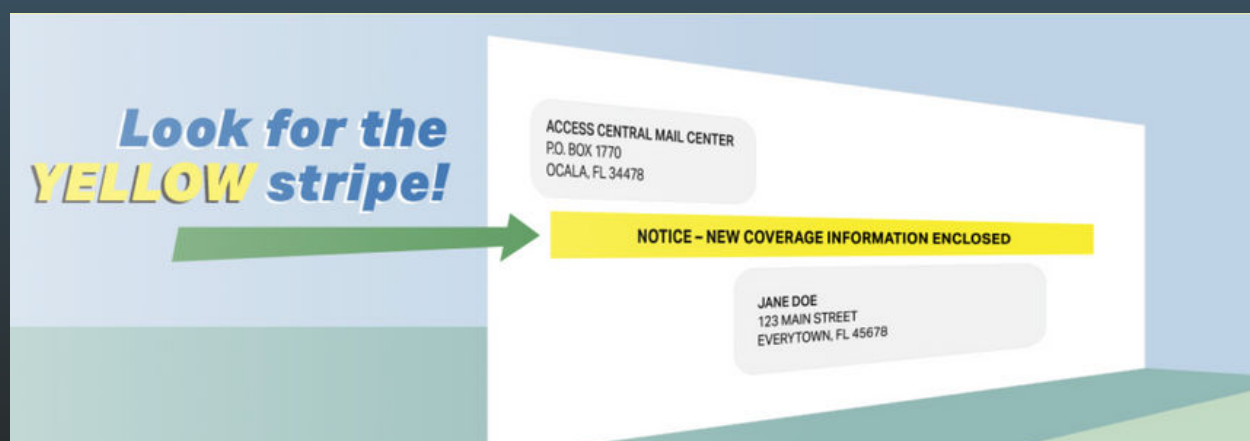 Look for the
YELLOW stripe!
ACCESS CENTRAL MAIL CENTER
P.O. BOX 1770
OCALA, FL 34478
NOTICE – NEW COVERAGE INFORMATION ENCLOSED
JANE DOE
123 MAIN STREET
EVERYTOWN, FL 45678